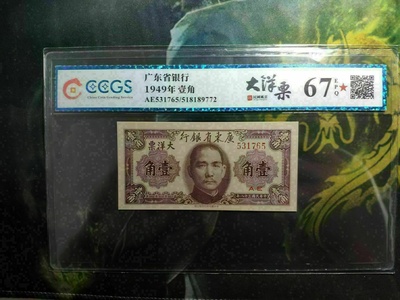 CCGS
广东省银行
1949年 壹角
AE531765/518189772
大洋票
67 EPQ ★
行銀省東廣
票洋大
531765
角壹
角壹